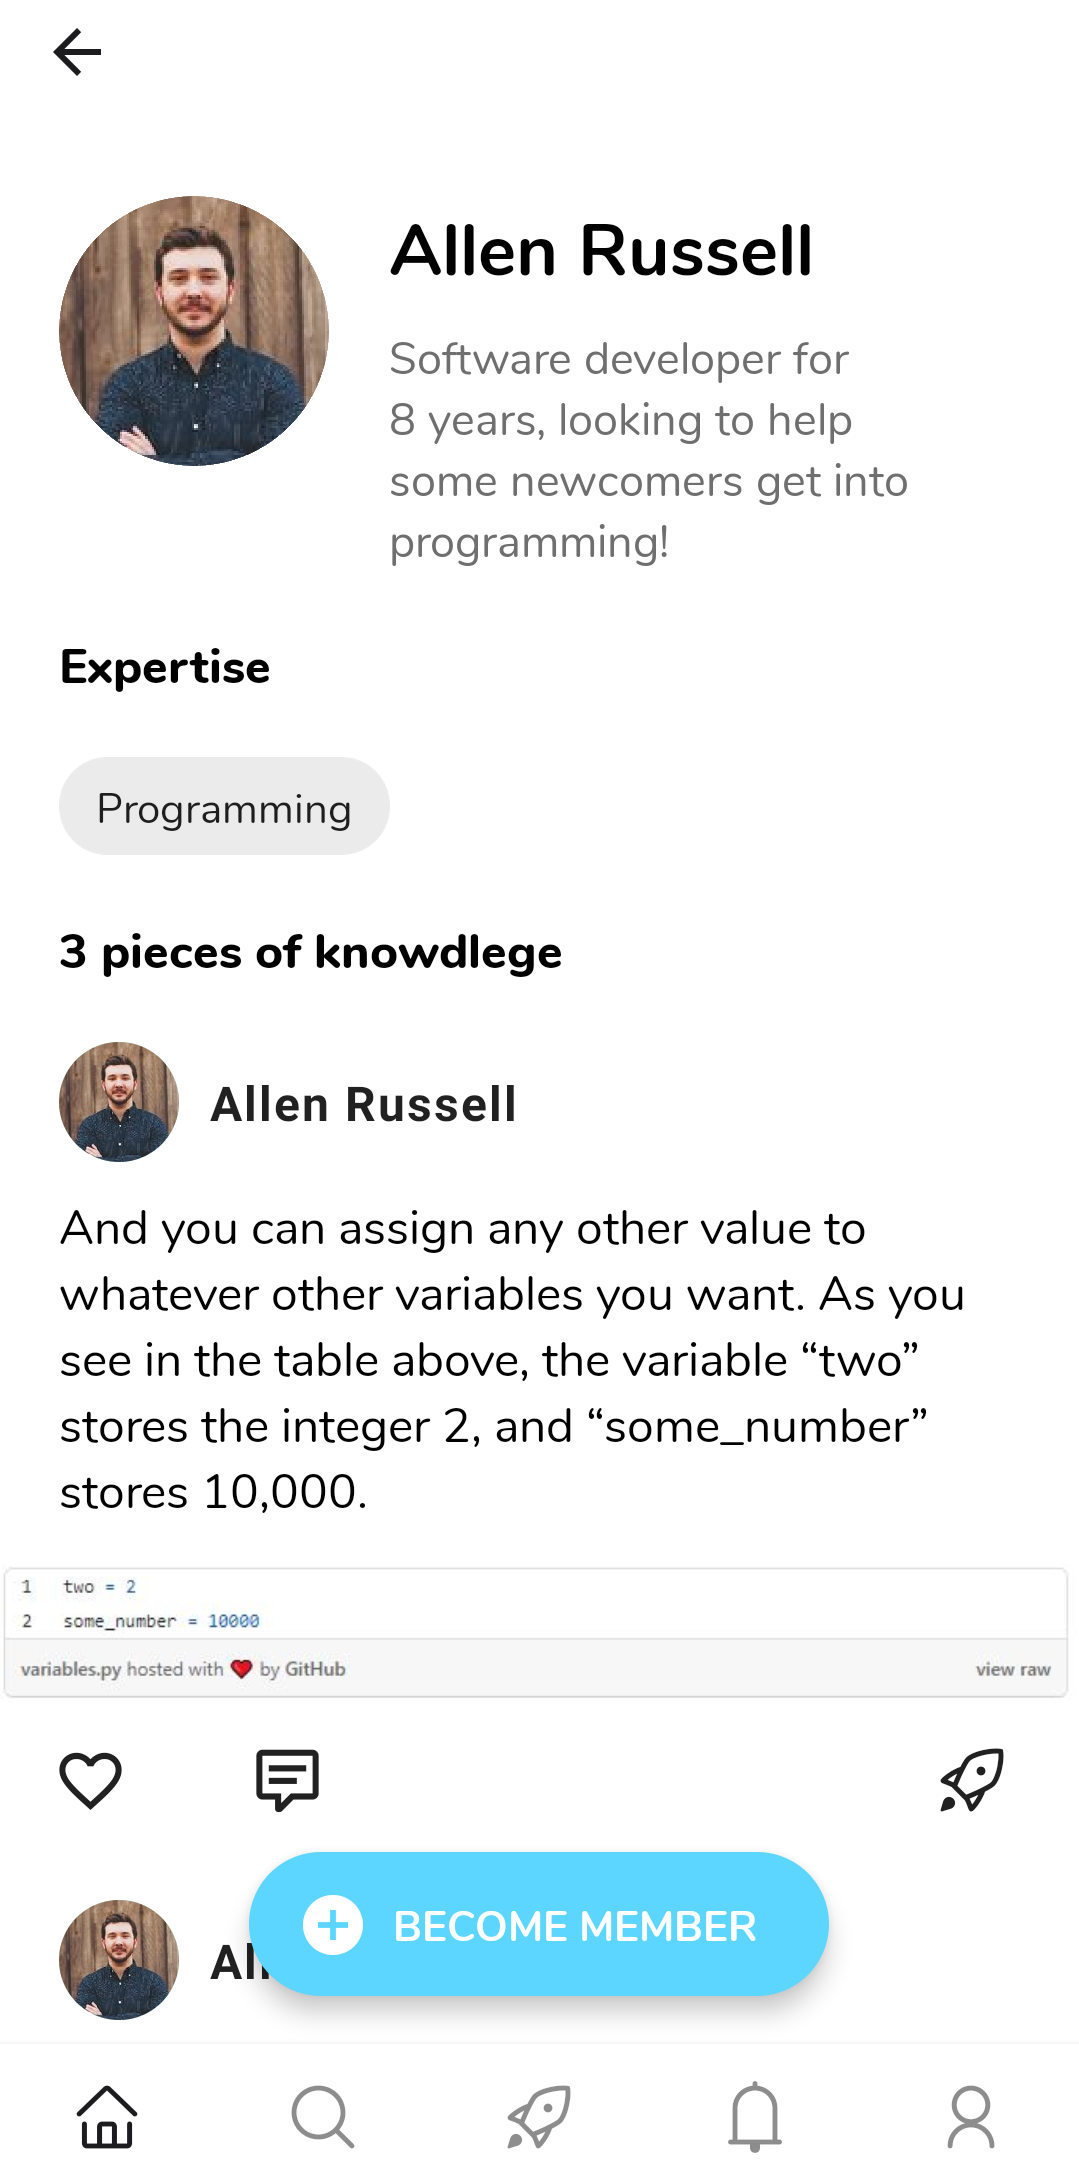 Allen Russell
Software developer for
8 years, looking to help
some newcomers get into
programming!
Expertise
Programming
3 pieces of knowdlege
Allen Russell
And you can assign any other value to
whatever other variables you want. As you
see in the table above, the variable “two”
stores the integer 2, and “some_number”
stores 10,000.
1 two = 2
2 some_number = 10000
variables.py hosted with ❤ by GitHub view raw
BECOME MEMBER